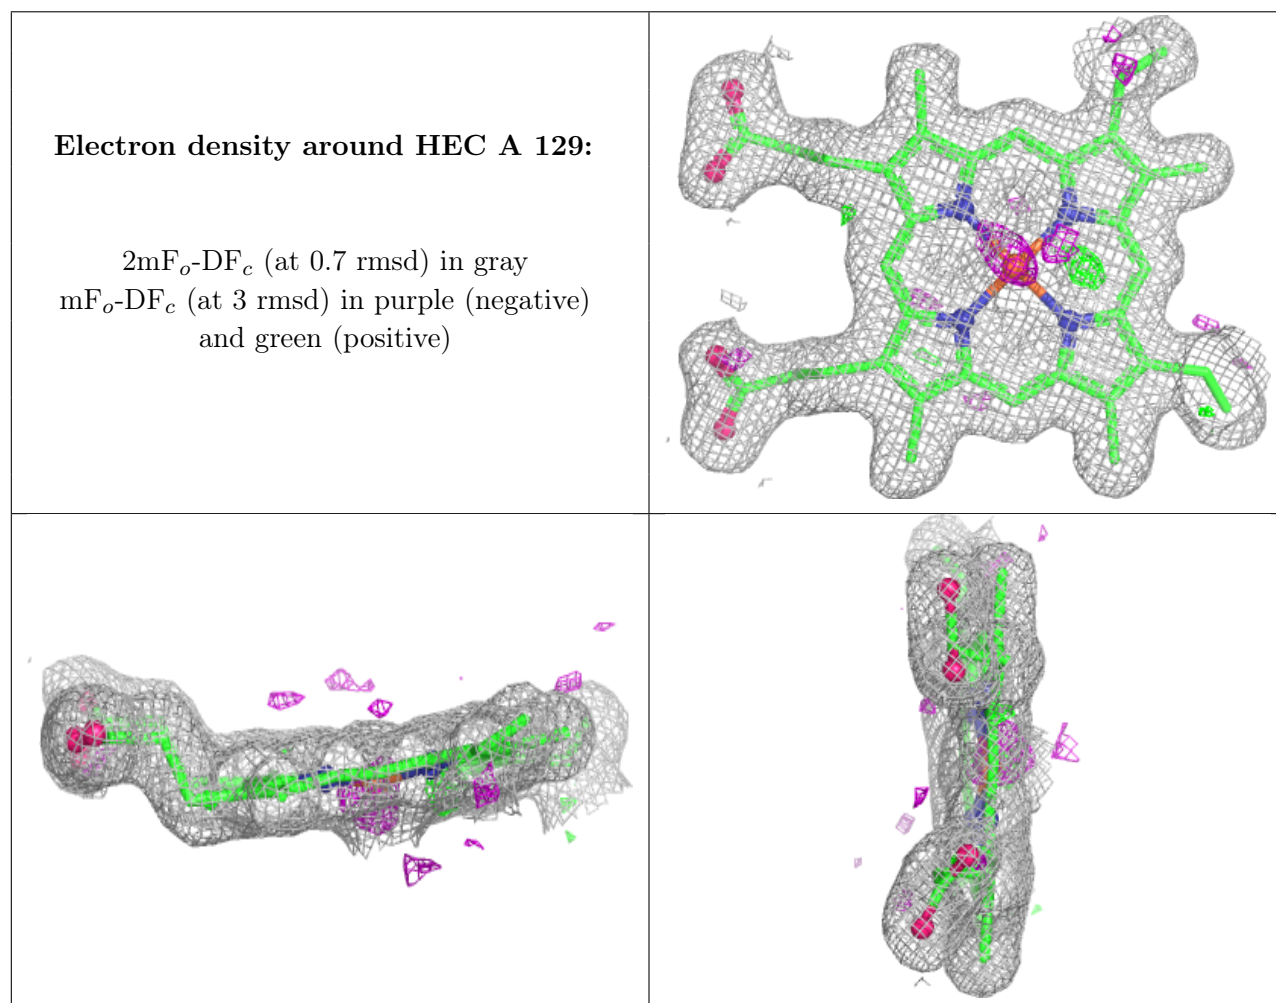 Electron density around HEC A 129:
2mFo-DFc (at 0.7 rmsd) in gray
mFo-DFc (at 3 rmsd) in purple (negative)
and green (positive)